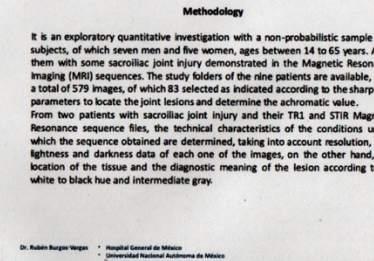 Methodology
It is an exploratory quantitative investigation with a non-probabilistic sample
subjects, of which seven men and five women, ages between 14 to 65 years. A
them with some sacroiliac joint injury demonstrated in the Magnetic Reson
Imaging (MRI) sequences. The study folders of the nine patients are available,
a total of 579 images, of which 83 selected as indicated according to the sharp
parameters to locate the joint lesions and determine the achromatic value.
From two patients with sacroiliac joint injury and their TR1 and STIR Magn
Resonance sequence files, the technical characteristics of the conditions u
which the sequence obtained are determined, taking into account resolution,
lightness and darkness data of each one of the images, on the other hand,
location of the tissue and the diagnostic meaning of the lesion according t
white to black hue and intermediate gray.
Dr. Rubén Burgos-Vargas • Hospital General de México
• Universidad Nacional Autónoma de México